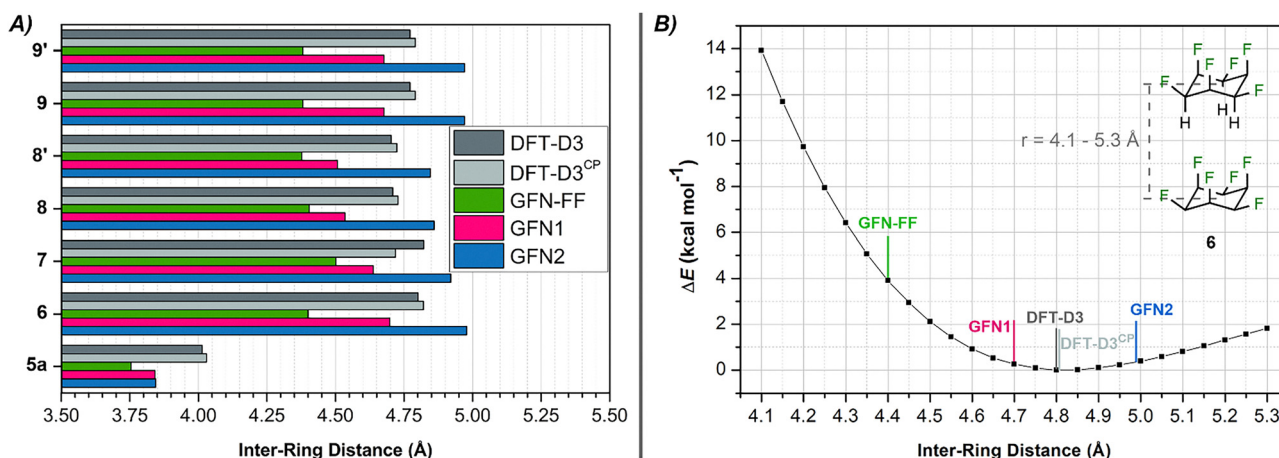 A)
9'
9
8'
8
7
6
5a
DFT-D3
DFT-D3CP
GFN-FF
GFN1
GFN2
3.50 3.75 4.00 4.25 4.50 4.75 5.00 5.25 5.50
Inter-Ring Distance (Å)
B)
ΔE (kcal mol-1)
14
12
10
8
6
4
2
0
GFN-FF
GFN1
DFT-D3
DFT-D3CP
GFN2
F F F F
F F
H H H
r = 4.1 - 5.3 Å
F F F F
F F
6
4.1 4.2 4.3 4.4 4.5 4.6 4.7 4.8 4.9 5.0 5.1 5.2 5.3
Inter-Ring Distance (Å)